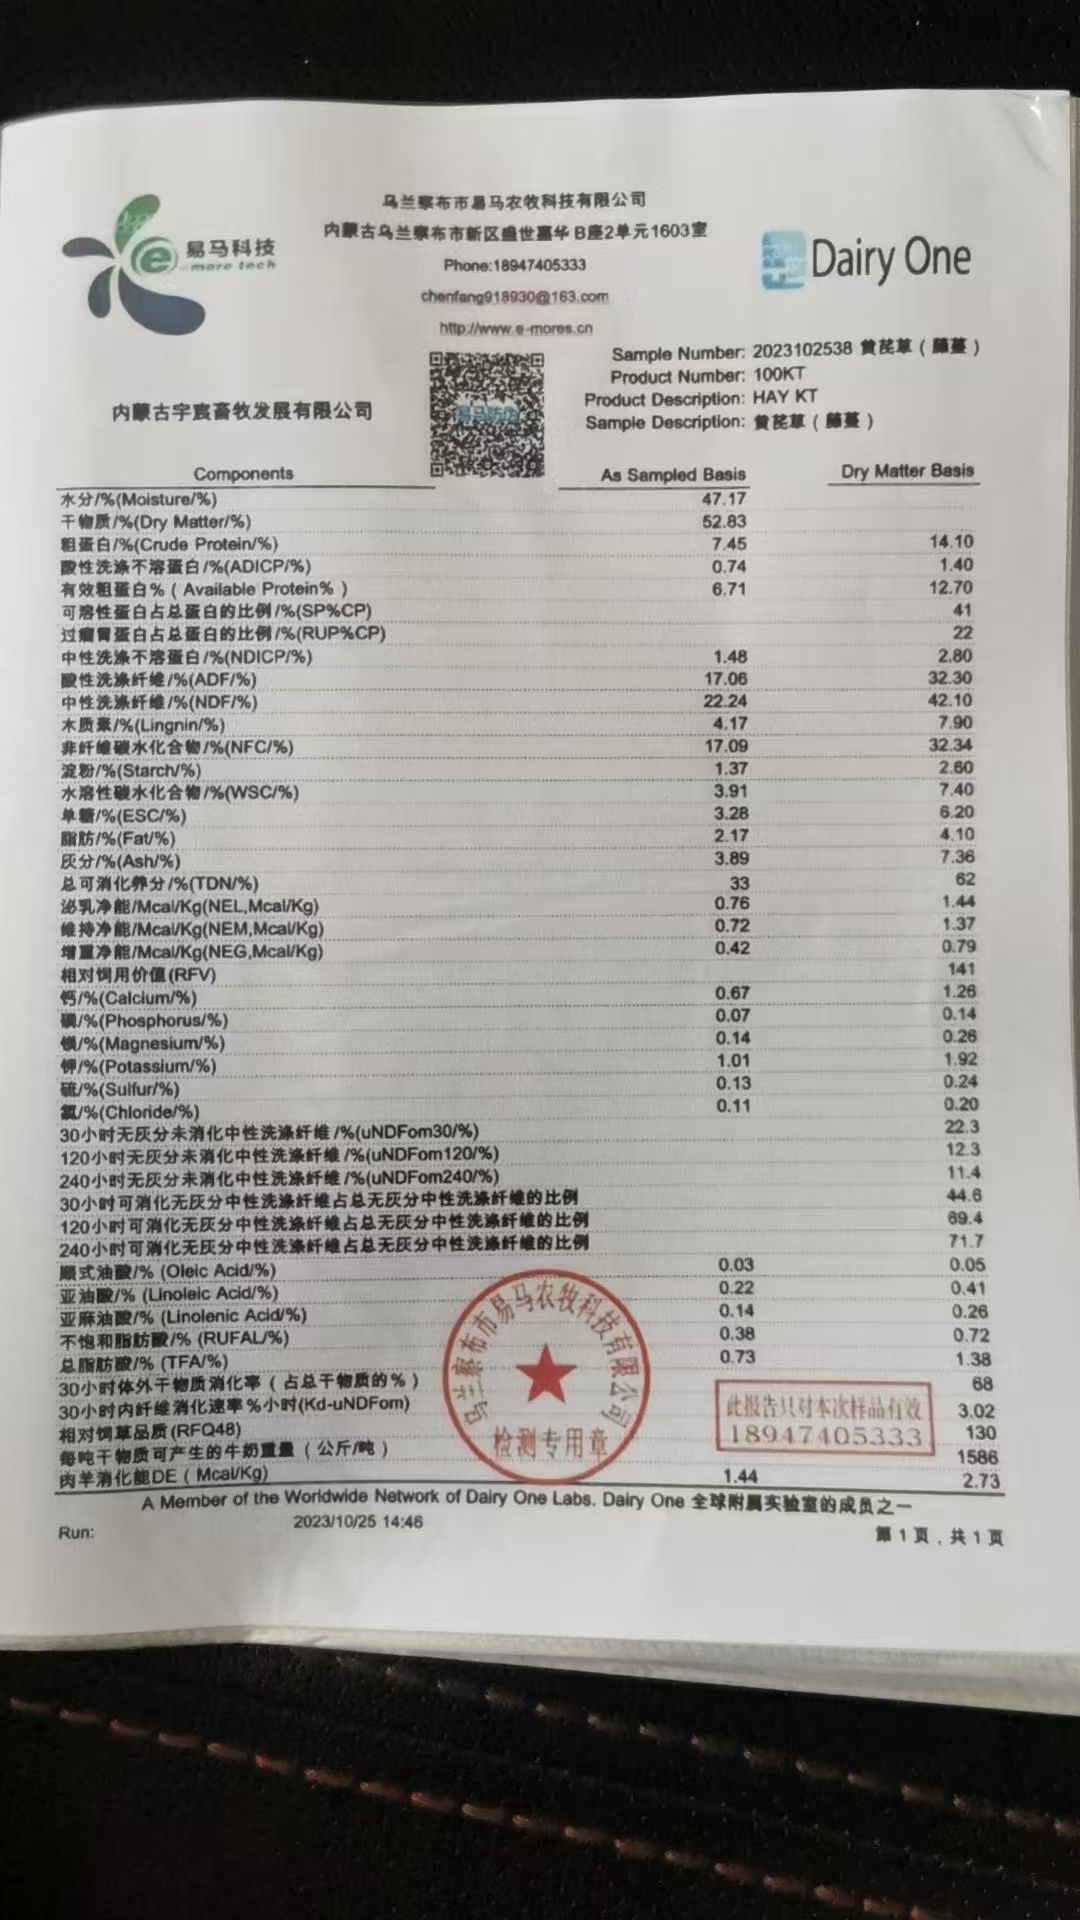 易马科技
e more tech
乌兰察布市易马农牧科技有限公司
内蒙古乌兰察布市新区盛世嘉华B座2单元1603室
Phone:18947405333
chenfang918930@163.com
http://www.e-mores.cn
Dairy One
Sample Number: 2023102538 黄芪草（藤蔓）
Product Number: 100KT
Product Description: HAY KT
Sample Description: 黄芪草（藤蔓）
内蒙古宇宸畜牧发展有限公司
易马防伪
Components As Sampled Basis Dry Matter Basis
水分/%(Moisture/%) 47.17
干物质/%(Dry Matter/%) 52.83
粗蛋白/%(Crude Protein/%) 7.45 14.10
酸性洗涤不溶蛋白/%(ADICP/%) 0.74 1.40
有效粗蛋白%（Available Protein%） 6.71 12.70
可溶性蛋白占总蛋白的比例/%(SP%CP) 41
过瘤胃蛋白占总蛋白的比例/%(RUP%CP) 22
中性洗涤不溶蛋白/%(NDICP/%) 1.48 2.80
酸性洗涤纤维/%(ADF/%) 17.06 32.30
中性洗涤纤维/%(NDF/%) 22.24 42.10
木质素/%(Lingnin/%) 4.17 7.90
非纤维碳水化合物/%(NFC/%) 17.09 32.34
淀粉/%(Starch/%) 1.37 2.60
水溶性碳水化合物/%(WSC/%) 3.91 7.40
单糖/%(ESC/%) 3.28 6.20
脂肪/%(Fat/%) 2.17 4.10
灰分/%(Ash/%) 3.89 7.36
总可消化养分/%(TDN/%) 33 62
泌乳净能/Mcal/Kg(NEL,Mcal/Kg) 0.76 1.44
维持净能/Mcal/Kg(NEM,Mcal/Kg) 0.72 1.37
增重净能/Mcal/Kg(NEG,Mcal/Kg) 0.42 0.79
相对饲用价值(RFV) 141
钙/%(Calcium/%) 0.67 1.26
磷/%(Phosphorus/%) 0.07 0.14
镁/%(Magnesium/%) 0.14 0.26
钾/%(Potassium/%) 1.01 1.92
硫/%(Sulfur/%) 0.13 0.24
氯/%(Chloride/%) 0.11 0.20
30小时无灰分未消化中性洗涤纤维/%(uNDFom30/%) 22.3
120小时无灰分未消化中性洗涤纤维/%(uNDFom120/%) 12.3
240小时无灰分未消化中性洗涤纤维/%(uNDFom240/%) 11.4
30小时可消化无灰分中性洗涤纤维占总无灰分中性洗涤纤维的比例 44.6
120小时可消化无灰分中性洗涤纤维占总无灰分中性洗涤纤维的比例 69.4
240小时可消化无灰分中性洗涤纤维占总无灰分中性洗涤纤维的比例 71.7
顺式油酸/% (Oleic Acid/%) 0.03 0.05
亚油酸/% (Linoleic Acid/%) 0.22 0.41
亚麻油酸/% (Linolenic Acid/%) 0.14 0.26
不饱和脂肪酸/% (RUFAL/%) 0.38 0.72
总脂肪酸/% (TFA/%) 0.73 1.38
30小时体外干物质消化率（占总干物质的%） 68
30小时内纤维消化速率%小时(Kd-uNDFom) 3.02
相对饲草品质(RFQ48) 130
每吨干物质可产生的牛奶重量（公斤/吨） 1586
肉羊消化能DE（Mcal/Kg) 1.44 2.73
乌兰察布市易马农牧科技有限公司
检测专用章
此报告只对本次样品有效
18947405333
A Member of the Worldwide Network of Dairy One Labs. Dairy One 全球附属实验室的成员之一
Run: 2023/10/25 14:46 第1页，共1页